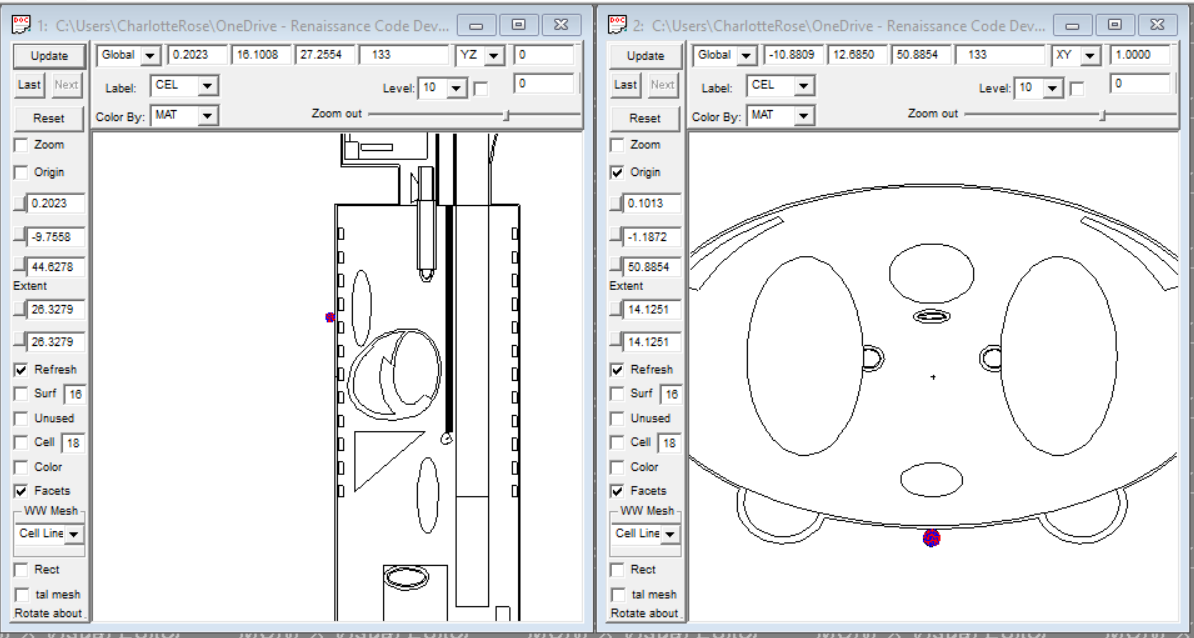 1: C:\Users\CharlotteRose\OneDrive - Renaissance Code Dev...
Update Global 0.2023 16.1008 27.2554 133 YZ 0
Last Next Label: CEL Level: 10 0
Reset Color By: MAT Zoom out
Zoom
Origin
0.2023
-9.7558
44.6278
Extent
26.3279
26.3279
Refresh
Surf 16
Unused
Cell 18
Color
Facets
WW Mesh
Cell Line
Rect
tal mesh
Rotate about
2: C:\Users\CharlotteRose\OneDrive - Renaissance Code Dev...
Update Global -10.8809 12.6850 50.8854 133 XY 1.0000
Last Next Label: CEL Level: 10 0
Reset Color By: MAT Zoom out
Zoom
Origin
0.1013
-1.1872
50.8854
Extent
14.1251
14.1251
Refresh
Surf 16
Unused
Cell 18
Color
Facets
WW Mesh
Cell Line
Rect
tal mesh
Rotate about